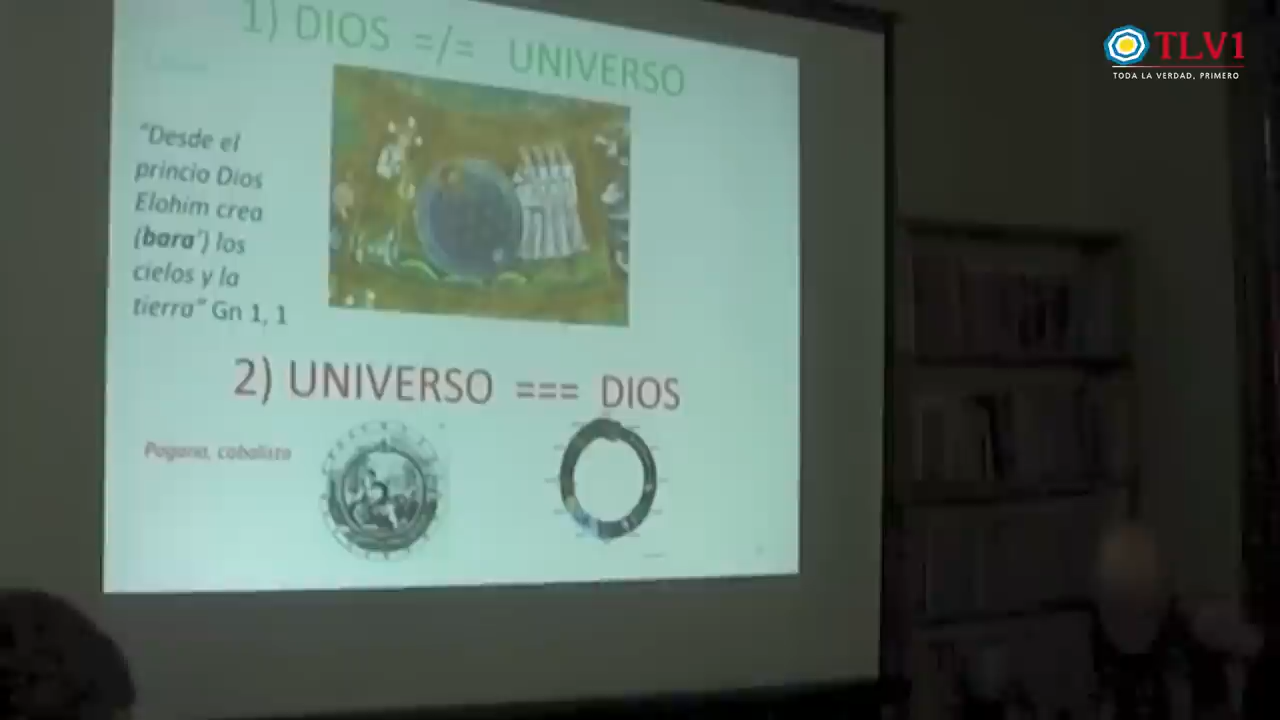 TLV1
TODA LA VERDAD, PRIMERO
1) DIOS =/= UNIVERSO
“Desde el
princio Dios
Elohim crea
(bara’) los
cielos y la
tierra” Gn 1, 1
2) UNIVERSO === DIOS
Pagana, cabalista